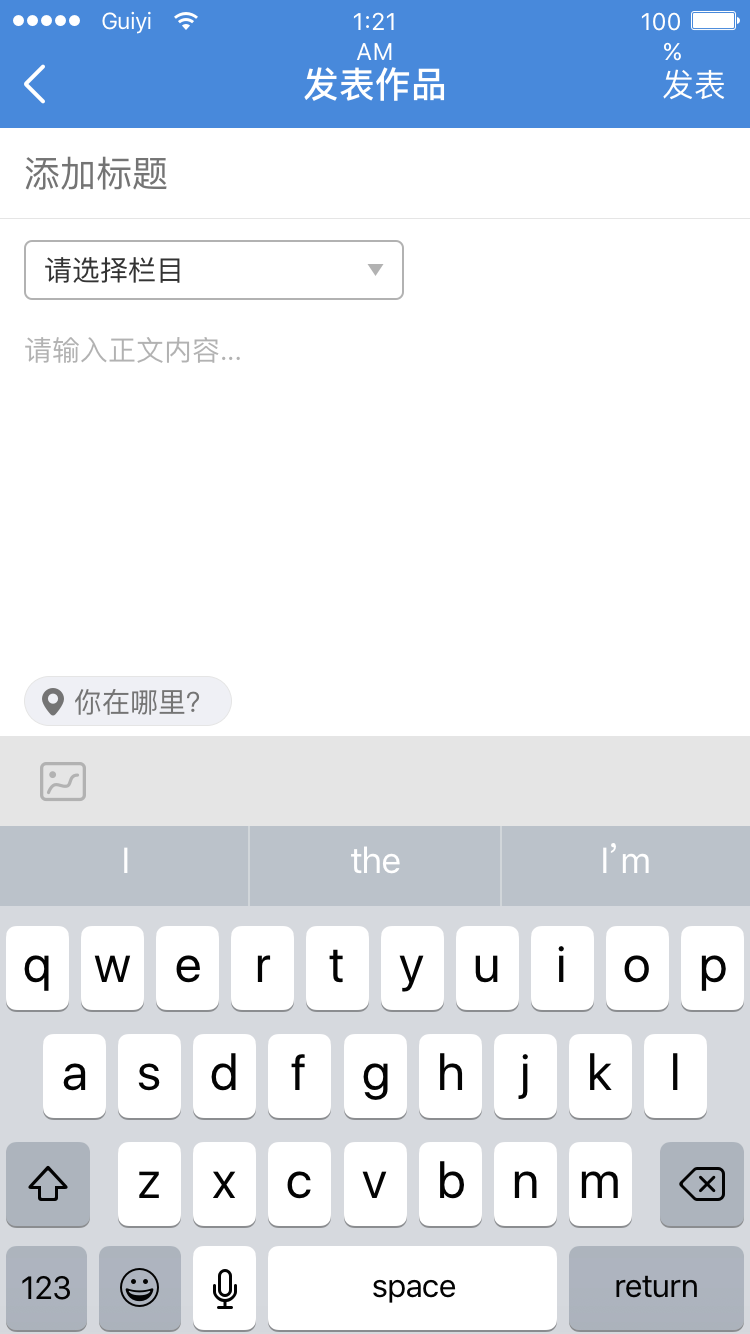 Guiyi 1:21 AM 100 %
发表作品 发表
添加标题
请选择栏目
请输入正文内容...
你在哪里?
I the I’m
q w e r t y u i o p
a s d f g h j k l
z x c v b n m
123 space return